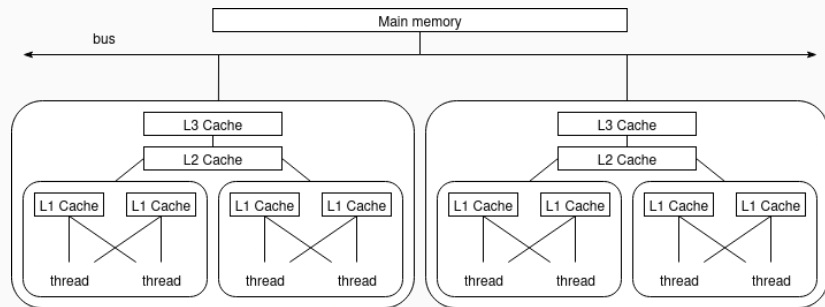 Main memory
bus
L3 Cache L3 Cache
L2 Cache L2 Cache
L1 Cache L1 Cache L1 Cache L1 Cache L1 Cache L1 Cache L1 Cache L1 Cache
thread thread thread thread thread thread thread thread